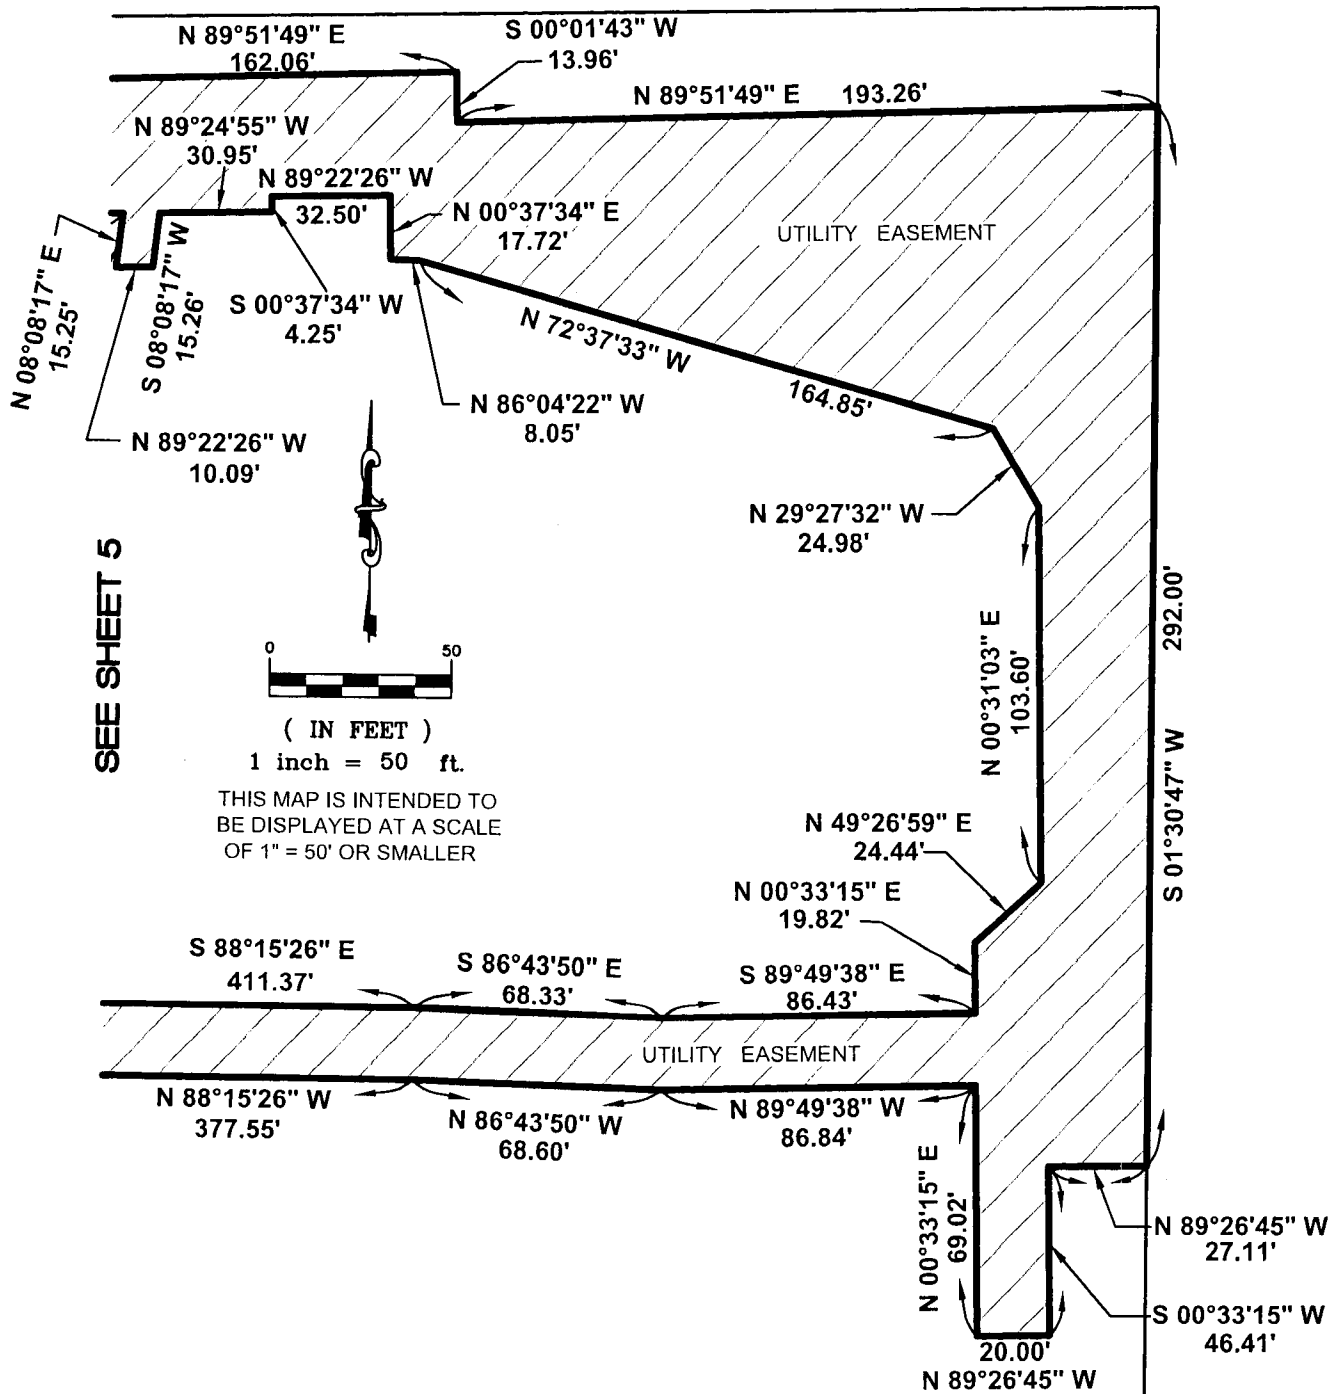 N 89°51'49" E
162.06'
S 00°01'43" W
13.96'
N 89°51'49" E 193.26'
N 89°24'55" W
30.95'
N 89°22'26" W
32.50'
N 00°37'34" E
17.72'
UTILITY EASEMENT
N 08°08'17" E
15.25'
S 08°08'17" W
15.26'
S 00°37'34" W
4.25'
N 72°37'33" W
164.85'
N 86°04'22" W
8.05'
N 89°22'26" W
10.09'
N 29°27'32" W
24.98'
SEE SHEET 5
0 50
( IN FEET )
1 inch = 50 ft.
THIS MAP IS INTENDED TO
BE DISPLAYED AT A SCALE
OF 1" = 50' OR SMALLER
N 00°31'03" E
103.60'
S 01°30'47" W 292.00'
N 49°26'59" E
24.44'
N 00°33'15" E
19.82'
S 88°15'26" E
411.37'
S 86°43'50" E
68.33'
S 89°49'38" E
86.43'
UTILITY EASEMENT
N 88°15'26" W
377.55'
N 86°43'50" W
68.60'
N 89°49'38" W
86.84'
N 00°33'15" E
69.02'
N 89°26'45" W
27.11'
S 00°33'15" W
46.41'
20.00'
N 89°26'45" W